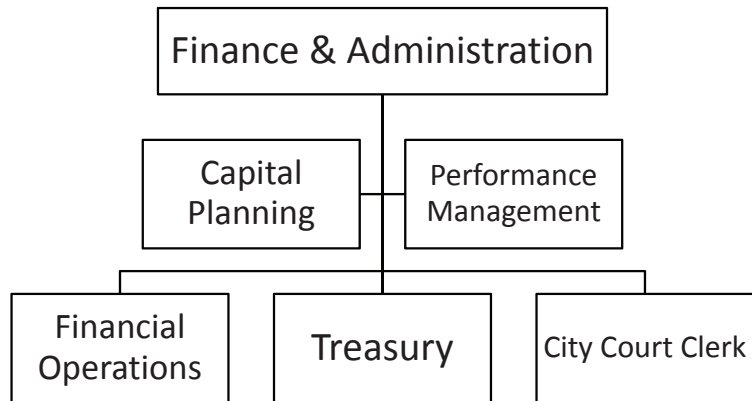 Finance & Administration
Capital
Planning
Performance
Management
Financial
Operations
Treasury
City Court Clerk